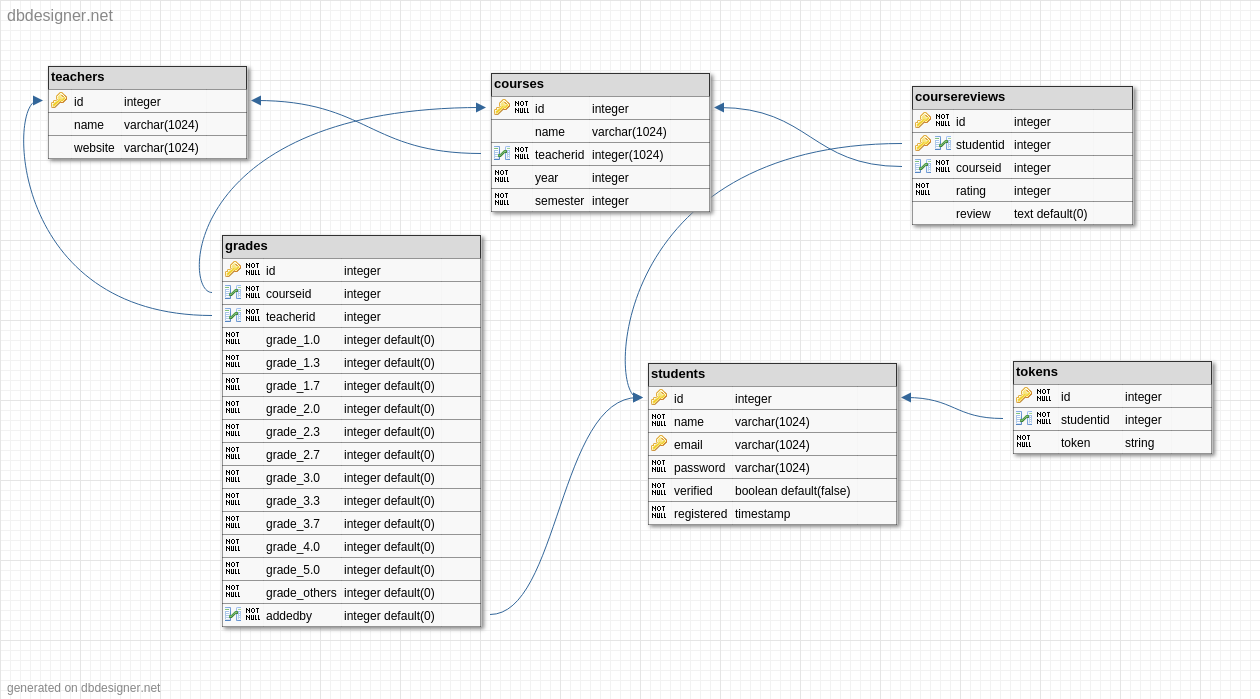 dbdesigner.net
teachers
id integer
name varchar(1024)
website varchar(1024)
courses
NOT NULL id integer
name varchar(1024)
NOT NULL teacherid integer(1024)
NOT NULL year integer
NOT NULL semester integer
coursereviews
NOT NULL id integer
studentid integer
NOT NULL courseid integer
NOT NULL rating integer
review text default(0)
grades
NOT NULL id integer
NOT NULL courseid integer
NOT NULL teacherid integer
NOT NULL grade_1.0 integer default(0)
NOT NULL grade_1.3 integer default(0)
NOT NULL grade_1.7 integer default(0)
NOT NULL grade_2.0 integer default(0)
NOT NULL grade_2.3 integer default(0)
NOT NULL grade_2.7 integer default(0)
NOT NULL grade_3.0 integer default(0)
NOT NULL grade_3.3 integer default(0)
NOT NULL grade_3.7 integer default(0)
NOT NULL grade_4.0 integer default(0)
NOT NULL grade_5.0 integer default(0)
NOT NULL grade_others integer default(0)
NOT NULL addedby integer default(0)
students
id integer
NOT NULL name varchar(1024)
email varchar(1024)
NOT NULL password varchar(1024)
NOT NULL verified boolean default(false)
NOT NULL registered timestamp
tokens
NOT NULL id integer
NOT NULL studentid integer
NOT NULL token string
generated on dbdesigner.net